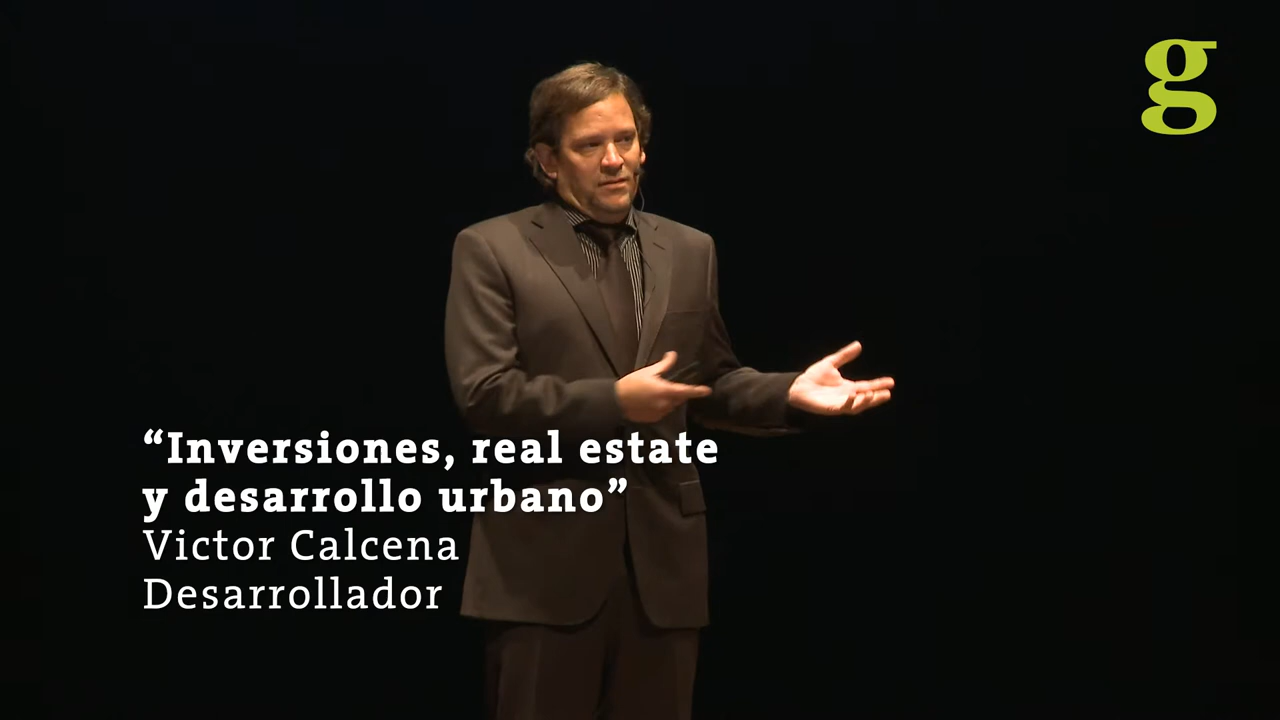 g
“Inversiones, real estate
y desarrollo urbano”
Victor Calcena
Desarrollador